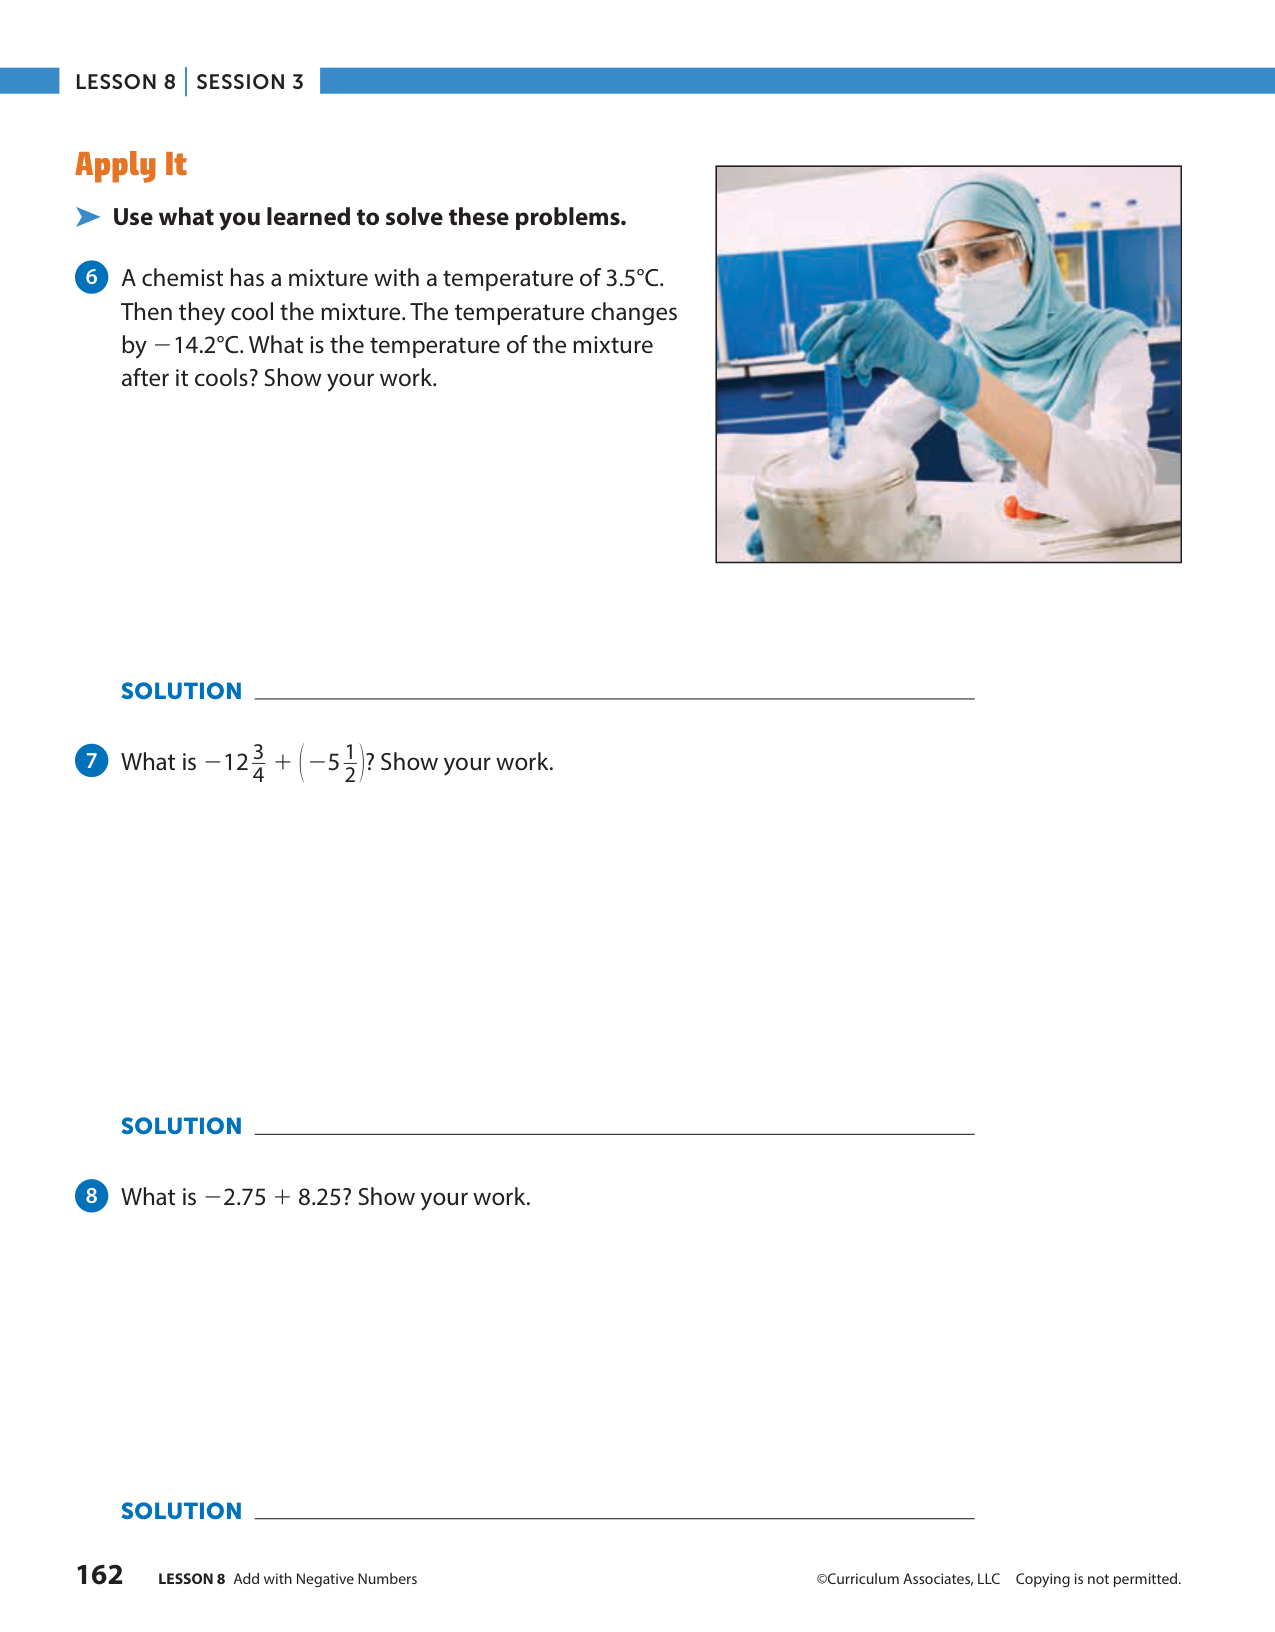 LESSON 8 | SESSION 3
Apply It
➤ Use what you learned to solve these problems.
6 A chemist has a mixture with a temperature of 3.5°C.
Then they cool the mixture. The temperature changes
by −14.2°C. What is the temperature of the mixture
after it cools? Show your work.
SOLUTION
7 What is −12 3/4 + (−5 1/2)? Show your work.
SOLUTION
8 What is −2.75 + 8.25? Show your work.
SOLUTION
162 LESSON 8 Add with Negative Numbers ©Curriculum Associates, LLC Copying is not permitted.